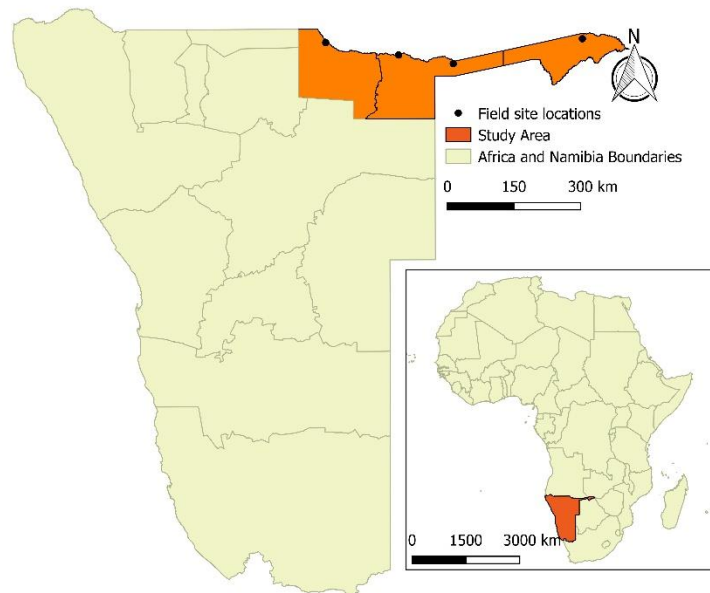 N
Field site locations
Study Area
Africa and Namibia Boundaries
0 150 300 km
0 1500 3000 km